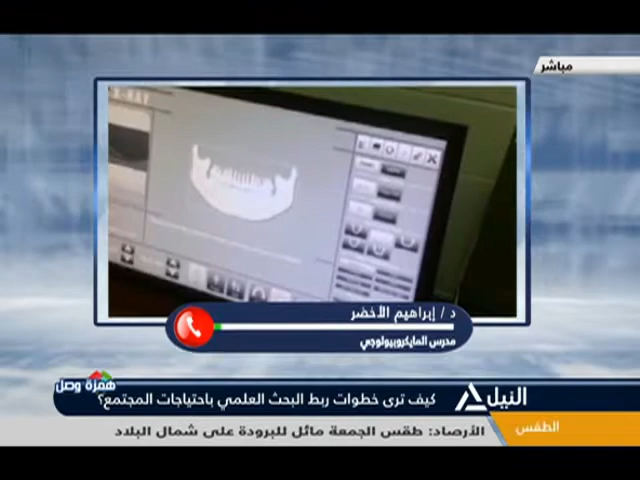 مباشر
X-RAY
د / إبراهيم الأخضر
مدرس المايكروبيولوجي
همزة وصل
النيل
كيف ترى خطوات ربط البحث العلمي باحتياجات المجتمع؟
الطقس
الأرصاد: طقس الجمعة مائل للبرودة على شمال البلاد